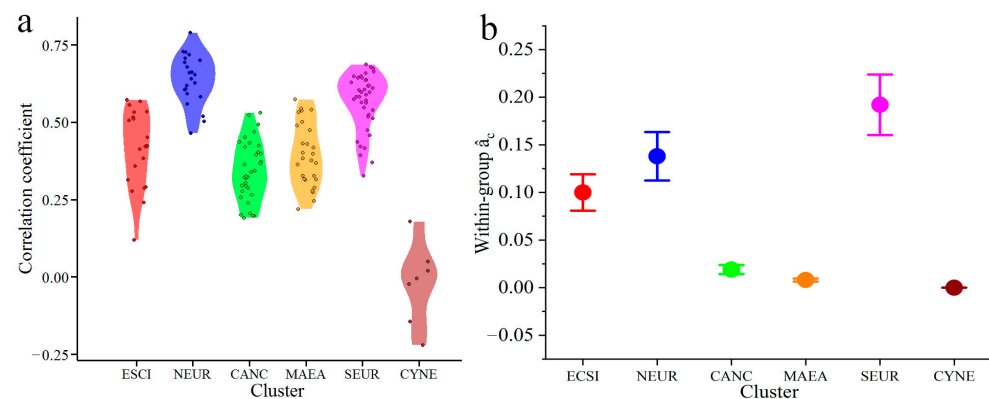 a
Correlation coefficient
0.75
0.50
0.25
0.00
−0.25
ESCI NEUR CANC MAEA SEUR CYNE
Cluster
b
Within-group âc
0.25
0.20
0.15
0.10
0.05
0.00
−0.05
ECSI NEUR CANC MAEA SEUR CYNE
Cluster